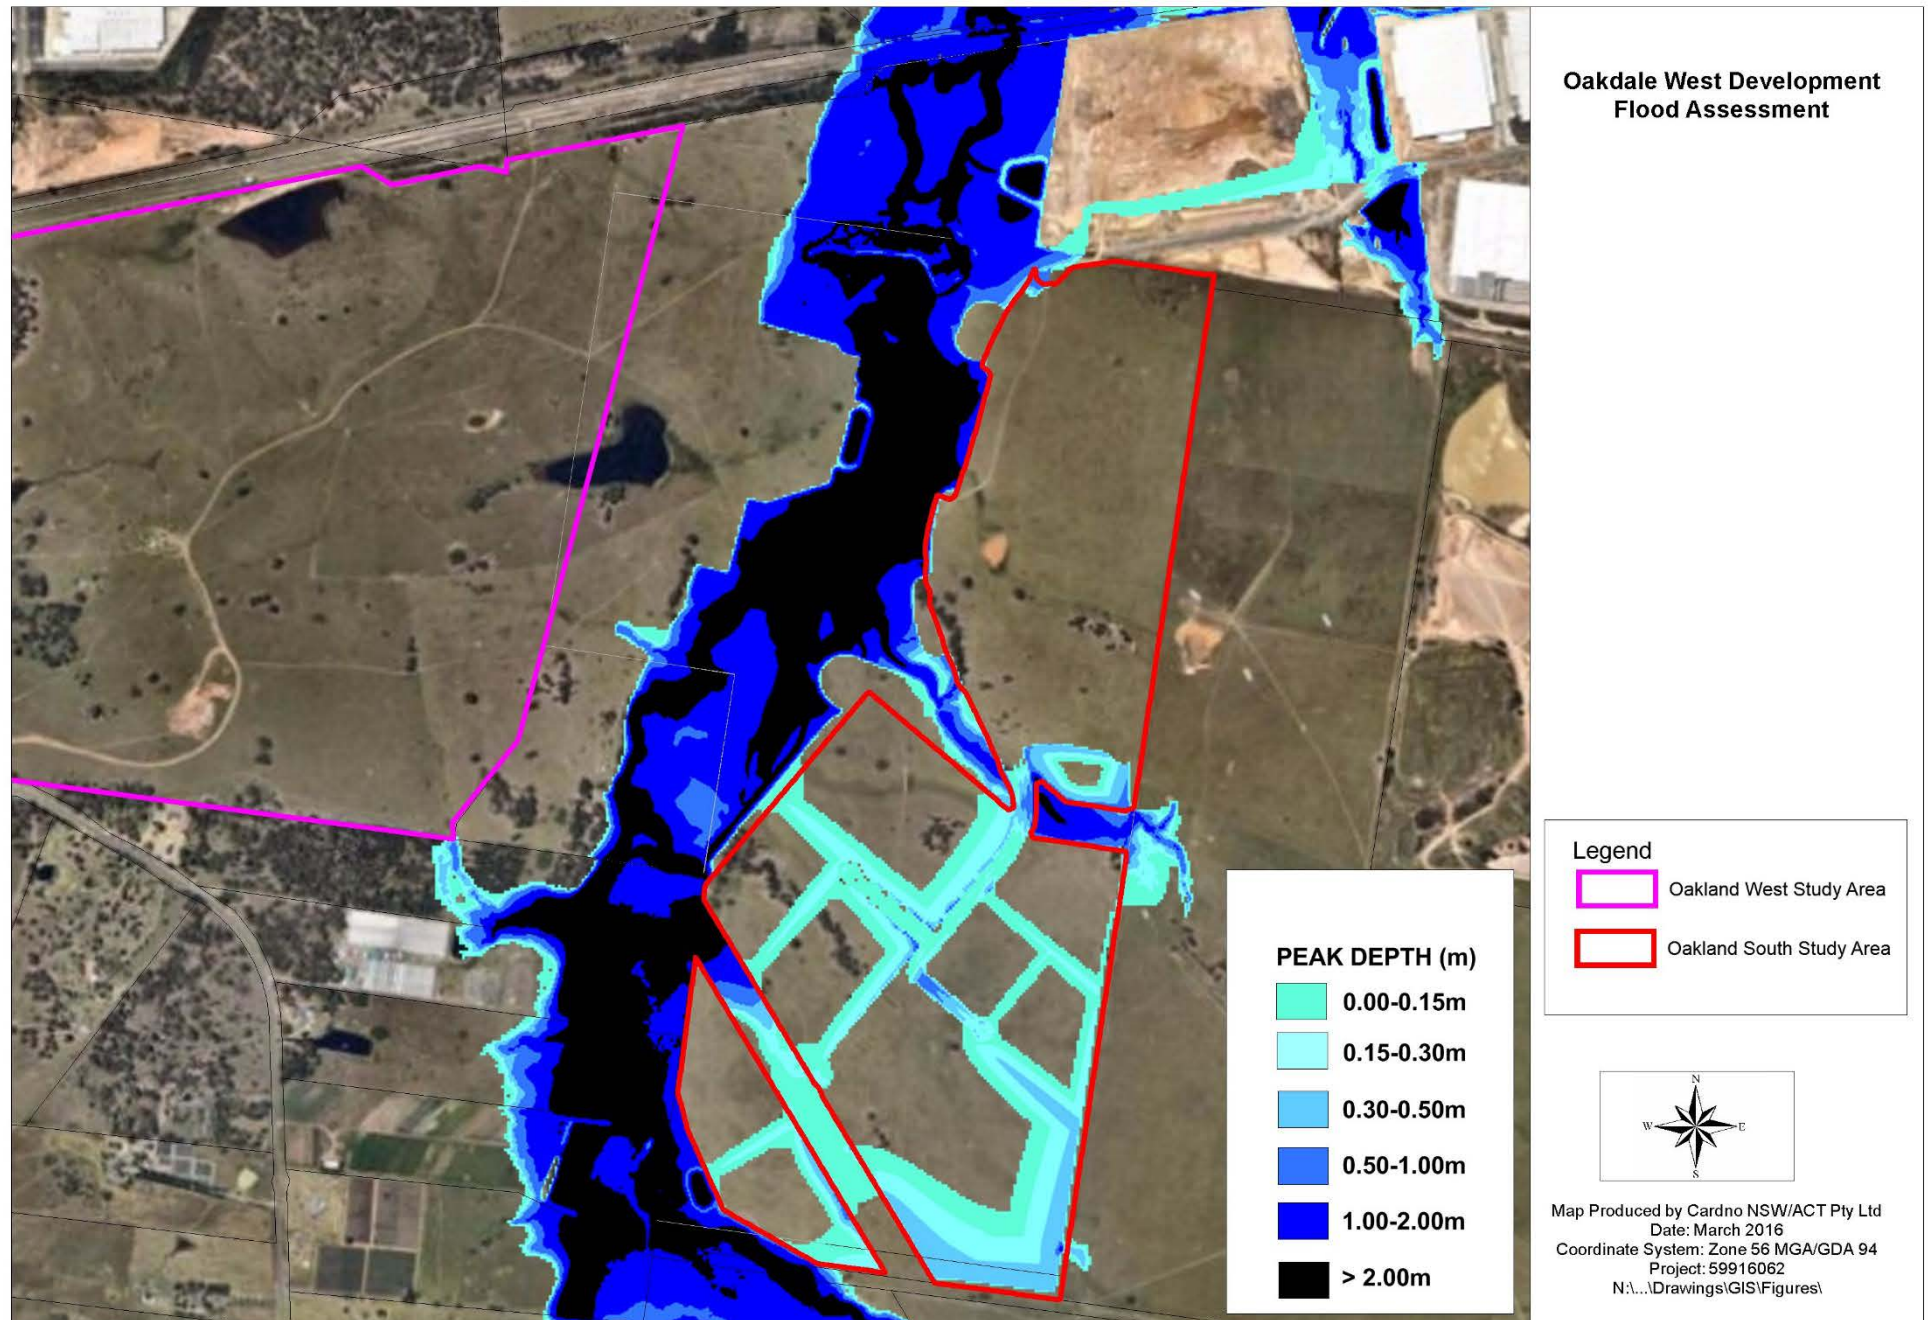 Oakdale West Development
Flood Assessment
PEAK DEPTH (m)
0.00-0.15m
0.15-0.30m
0.30-0.50m
0.50-1.00m
1.00-2.00m
> 2.00m
Legend
Oakland West Study Area
Oakland South Study Area
N
W
E
S
Map Produced by Cardno NSW/ACT Pty Ltd
Date: March 2016
Coordinate System: Zone 56 MGA/GDA 94
Project: 59916062
N:\...\Drawings\GIS\Figures\